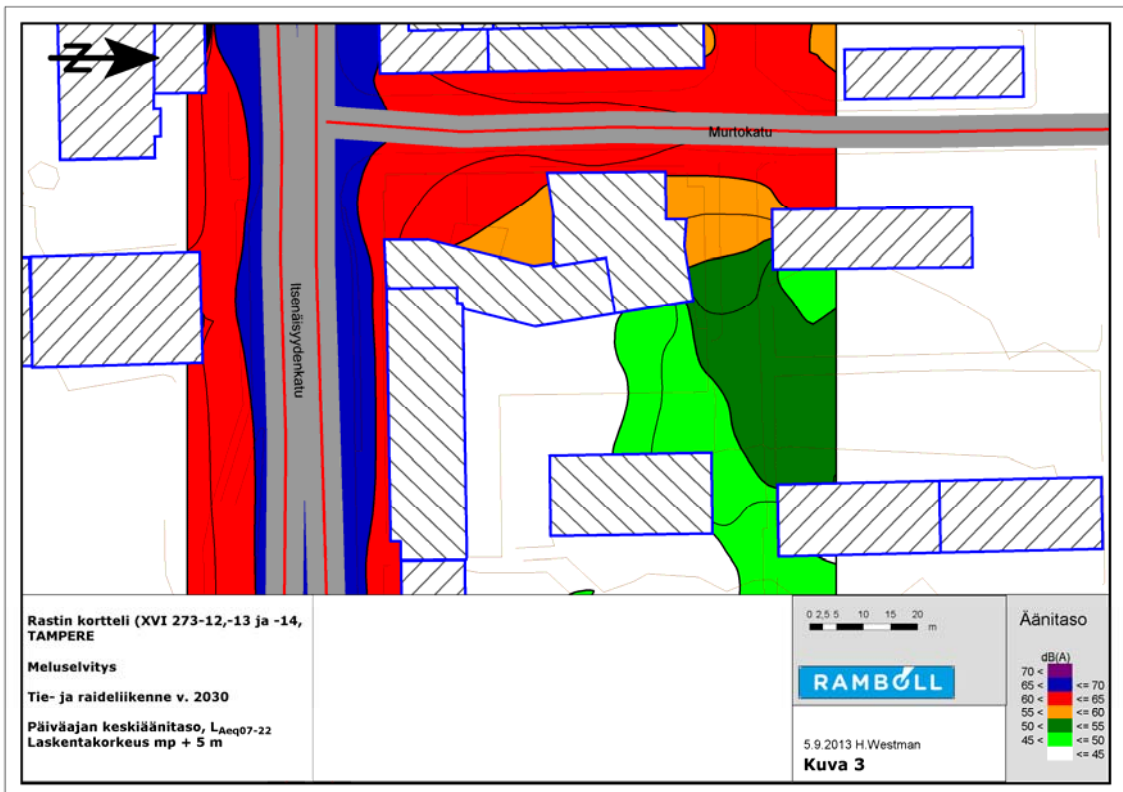 Z
Murtokatu
Itsenäisyydenkatu
Rastin kortteli (XVI 273-12,-13 ja -14,
TAMPERE
Meluselvitys
Tie- ja raideliikenne v. 2030
Päiväajan keskiäänitaso, LAeq07-22
Laskentakorkeus mp + 5 m
0 2,5 5 10 15 20
m
RAMBOLL
5.9.2013 H.Westman
Kuva 3
Äänitaso
dB(A)
70 <
65 < <= 70
60 < <= 65
55 < <= 60
50 < <= 55
45 < <= 50
<= 45